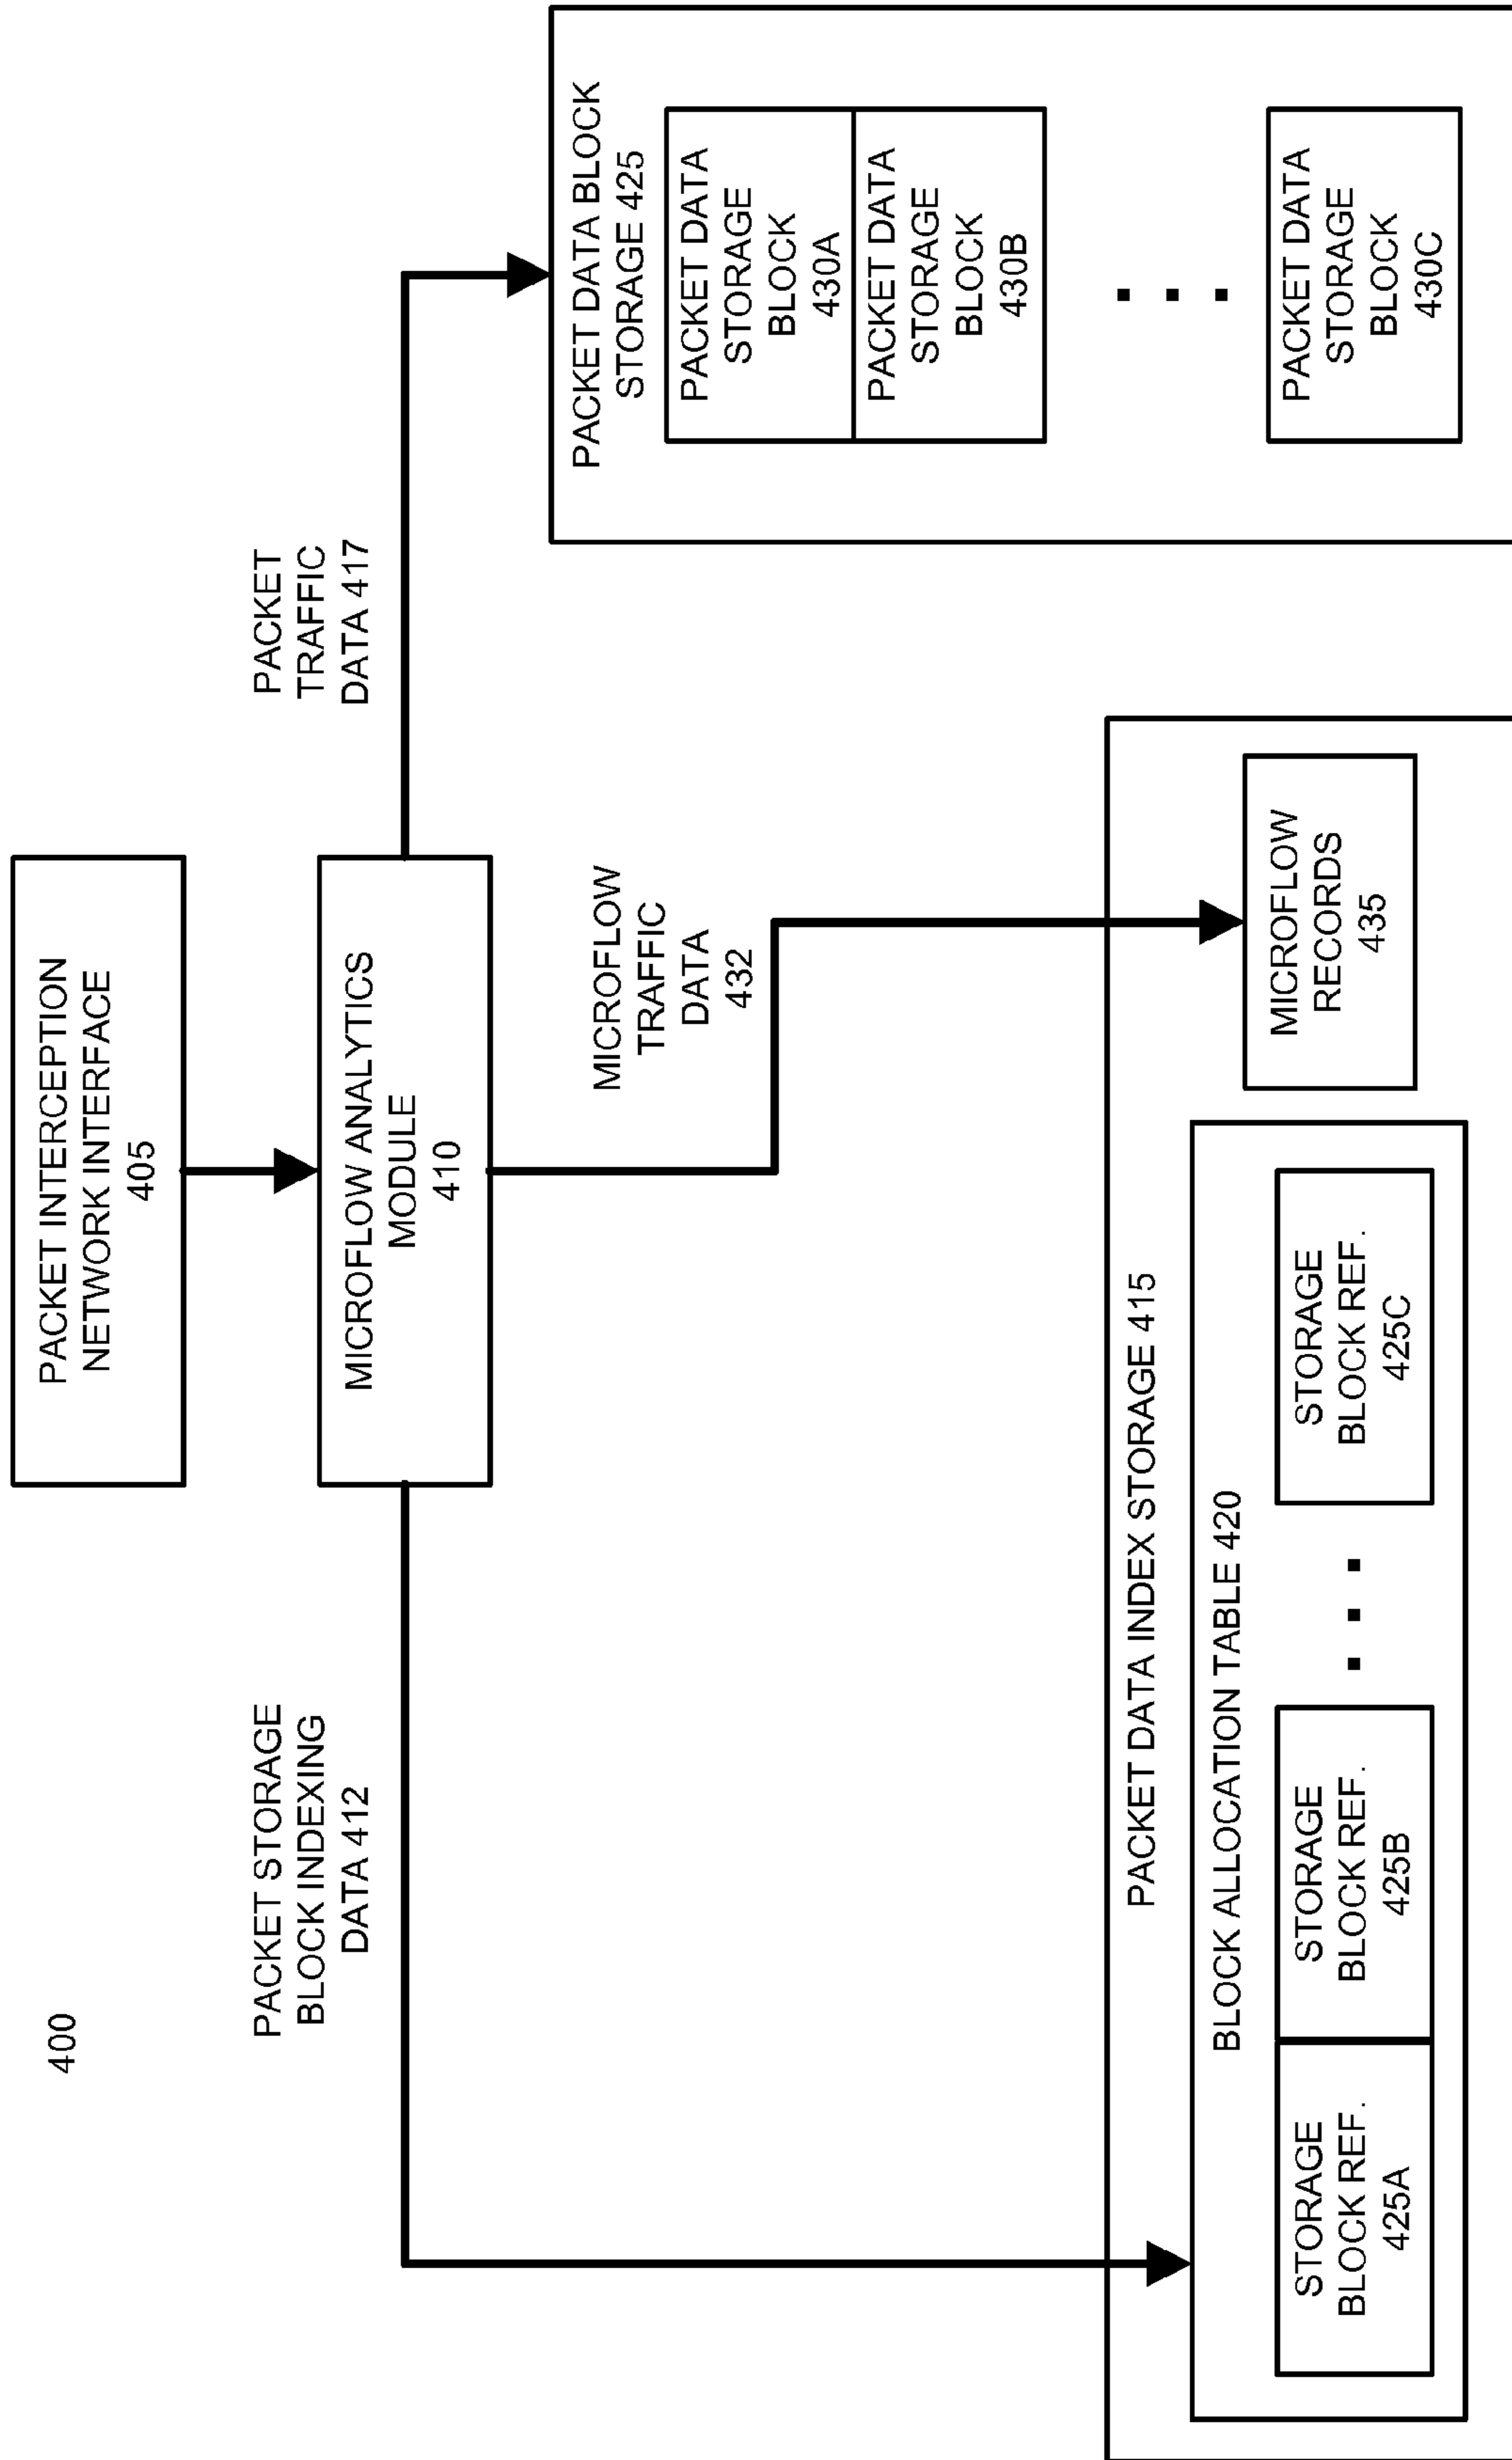 400
PACKET INTERCEPTION
NETWORK INTERFACE
405
MICROFLOW ANALYTICS
MODULE
410
PACKET STORAGE
BLOCK INDEXING
DATA 412
PACKET
TRAFFIC
DATA 417
MICROFLOW
TRAFFIC
DATA
432
PACKET DATA BLOCK
STORAGE 425
PACKET DATA
STORAGE
BLOCK
430A
PACKET DATA
STORAGE
BLOCK
430B
. . .
PACKET DATA
STORAGE
BLOCK
430C
PACKET DATA INDEX STORAGE 415
BLOCK ALLOCATION TABLE 420
STORAGE
BLOCK REF.
425A
STORAGE
BLOCK REF.
425B
. . .
STORAGE
BLOCK REF.
425C
MICROFLOW
RECORDS
435